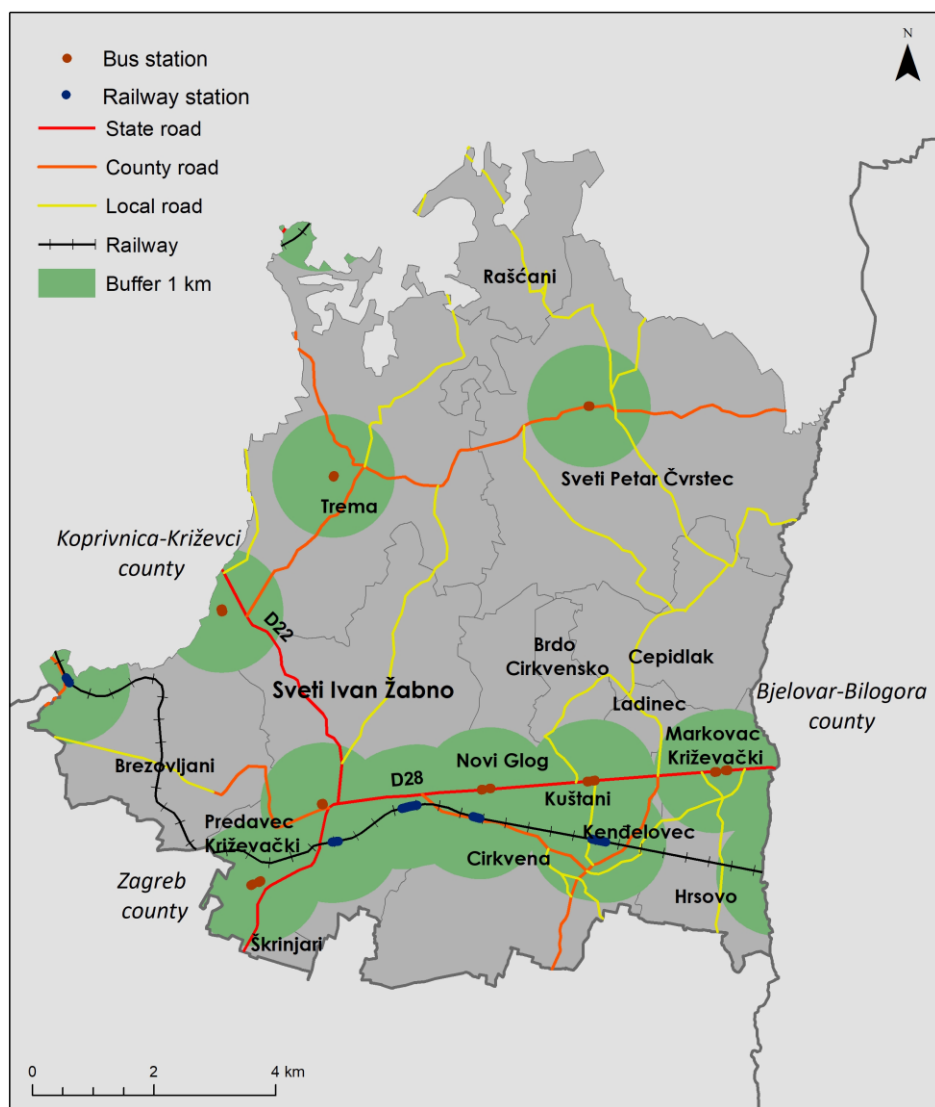 N
Bus station
Railway station
State road
County road
Local road
Railway
Buffer 1 km
Rašćani
Sveti Petar Čvrstec
Trema
Koprivnica-Križevci
county
D22
Brdo
Cirkvensko
Cepidlak
Sveti Ivan Žabno
Ladinec
Bjelovar-Bilogora
county
Markovac
Križevački
Brezovljani
Novi Glog
D28
Kuštani
Predavec
Križevački
Kenđelovec
Cirkvena
Zagreb
county
Hrsovo
Škrinjari
0 2 4 km